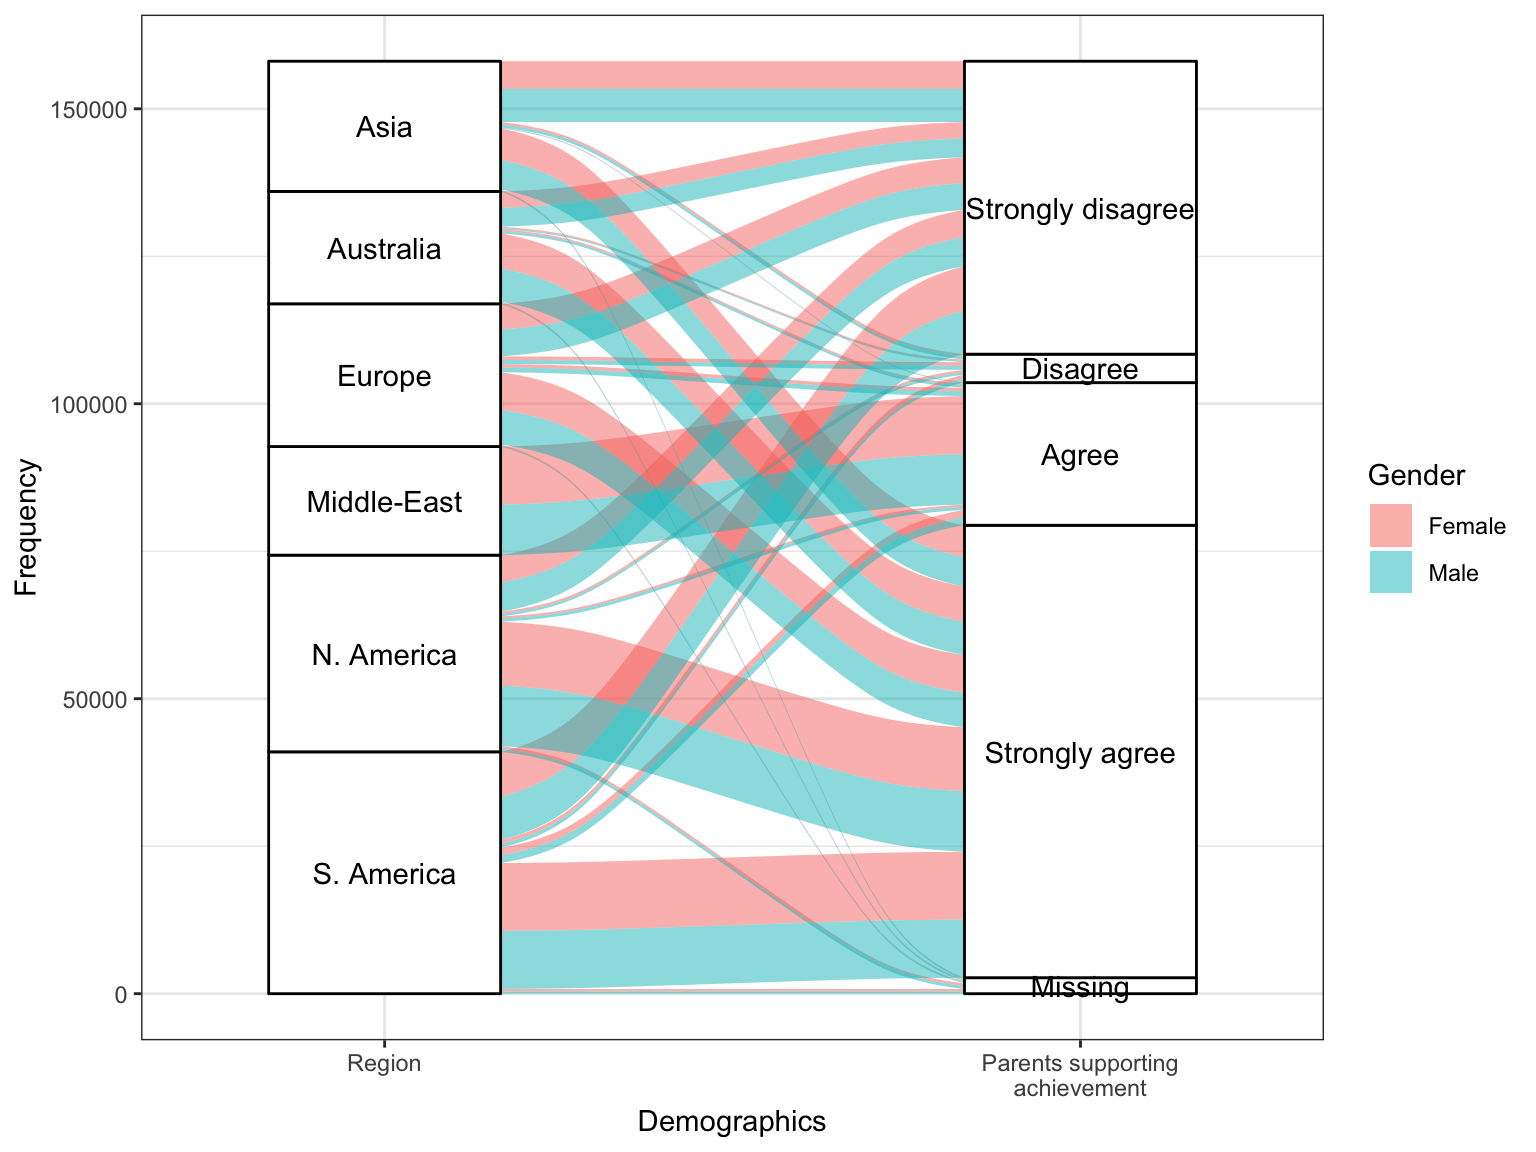 Frequency
150000
100000
50000
0
Asia
Australia
Europe
Middle-East
N. America
S. America
Strongly disagree
Disagree
Agree
Strongly agree
Missing
Region
Parents supporting
achievement
Demographics
Gender
Female
Male